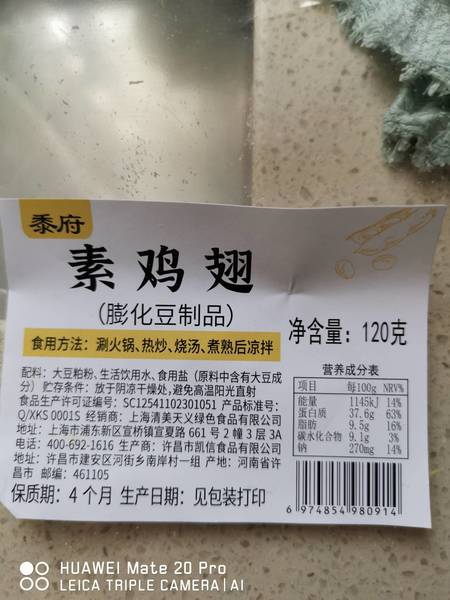 黍府
素鸡翅
(膨化豆制品)
食用方法：涮火锅、热炒、烧汤、煮熟后凉拌
净含量：120克
配料：大豆粕粉、生活饮用水、食用盐（原料中含有大豆成
分）贮存条件：放于阴凉干燥处,避免高温阳光直射
食品生产许可证编号：SC12541102301051 产品标准号：
Q/XKS 0001S 经销商：上海清美天义绿色食品有限公司
地址：上海市浦东新区宣桥镇宣夏路 661 号 2 幢 3 层 3A
电话：400-692-1616 生产商：许昌市凯信食品有限公司
地址：许昌市建安区河街乡南岸村一组 产地：河南省许
昌市 邮编：461105
保质期：4 个月 生产日期：见包装打印
营养成分表
项目 每100g NRV%
能量 1145kJ 14%
蛋白质 37.6g 63%
脂肪 9.5g 16%
碳水化合物 9.1g 3%
钠 270mg 14%
6 974854 980914
HUAWEI Mate 20 Pro
LEICA TRIPLE CAMERA | AI